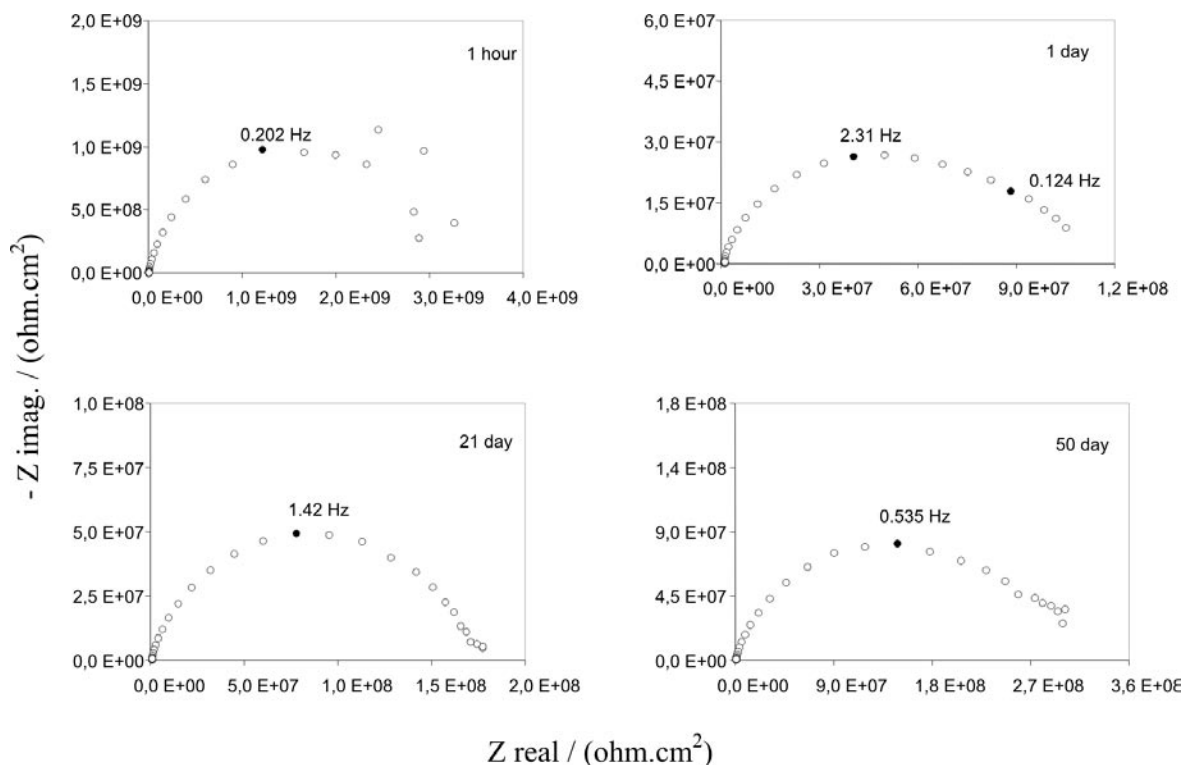 2,0 E+09
1,5 E+09
1,0 E+09
5,0 E+08
0,0 E+00
0,0 E+00 1,0 E+09 2,0 E+09 3,0 E+09 4,0 E+09
1 hour
0.202 Hz
6,0 E+07
4,5 E+07
3,0 E+07
1,5 E+07
0,0 E+00
0,0 E+00 3,0 E+07 6,0 E+07 9,0 E+07 1,2 E+08
1 day
2.31 Hz
0.124 Hz
- Z imag. / (ohm.cm²)
1,0 E+08
7,5 E+07
5,0 E+07
2,5 E+07
0,0 E+00
0,0 E+00 5,0 E+07 1,0 E+08 1,5 E+08 2,0 E+08
21 day
1.42 Hz
1,8 E+08
1,4 E+08
9,0 E+07
4,5 E+07
0,0 E+00
0,0 E+00 9,0 E+07 1,8 E+08 2,7 E+08 3,6 E+08
50 day
0.535 Hz
Z real / (ohm.cm²)